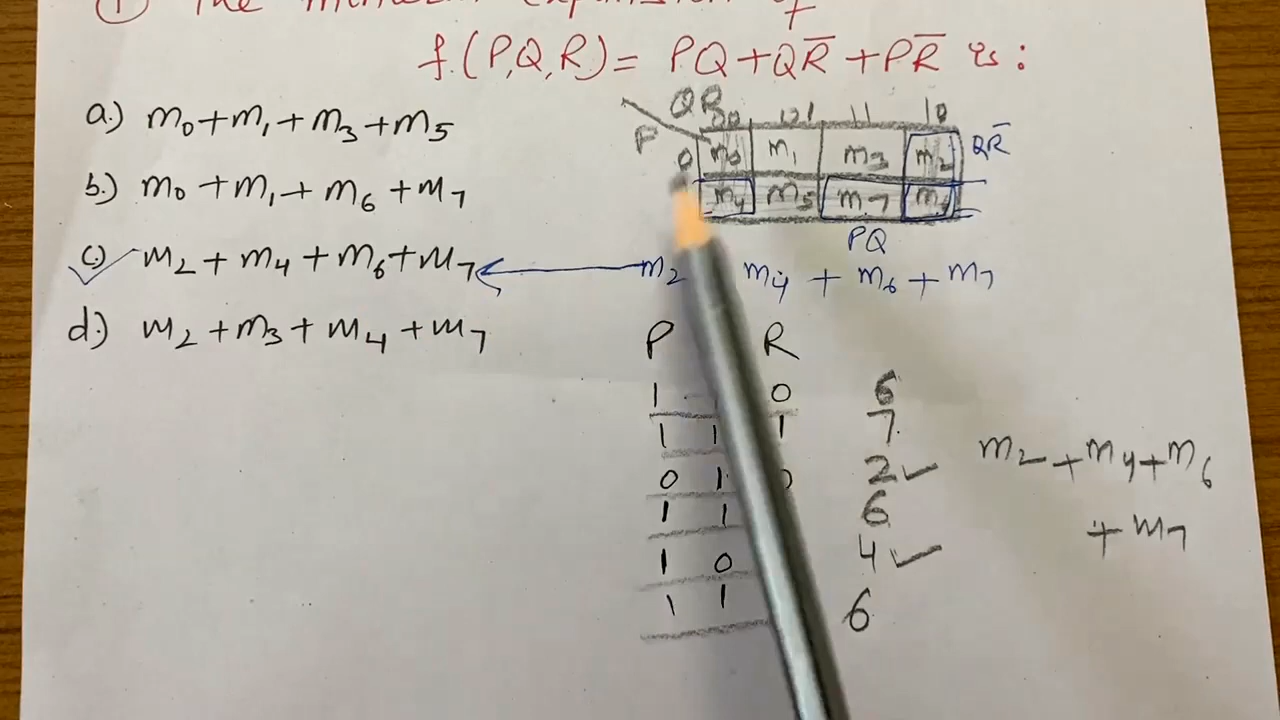 ① The
f.(P,Q,R)= PQ+QR̅+PR̅ is:
a.) m₀+m₁+m₃+m₅
b.) m₀+m₁+m₆+m₇
c.) m₂+m₄+m₆+m₇
d.) m₂+m₃+m₄+m₇
QR
P 00 01 11 10
0 m₀ m₁ m₃ m₂ QR̅
m₄ m₅ m₇ m₆
PQ
m₂ m₄ + m₆ + m₇
P R
1 0 6
1 1 1 7
0 1 0 2 ✓
1 1 6
1 0 4 ✓
1 1 6
m₂+m₄+m₆
+m₇